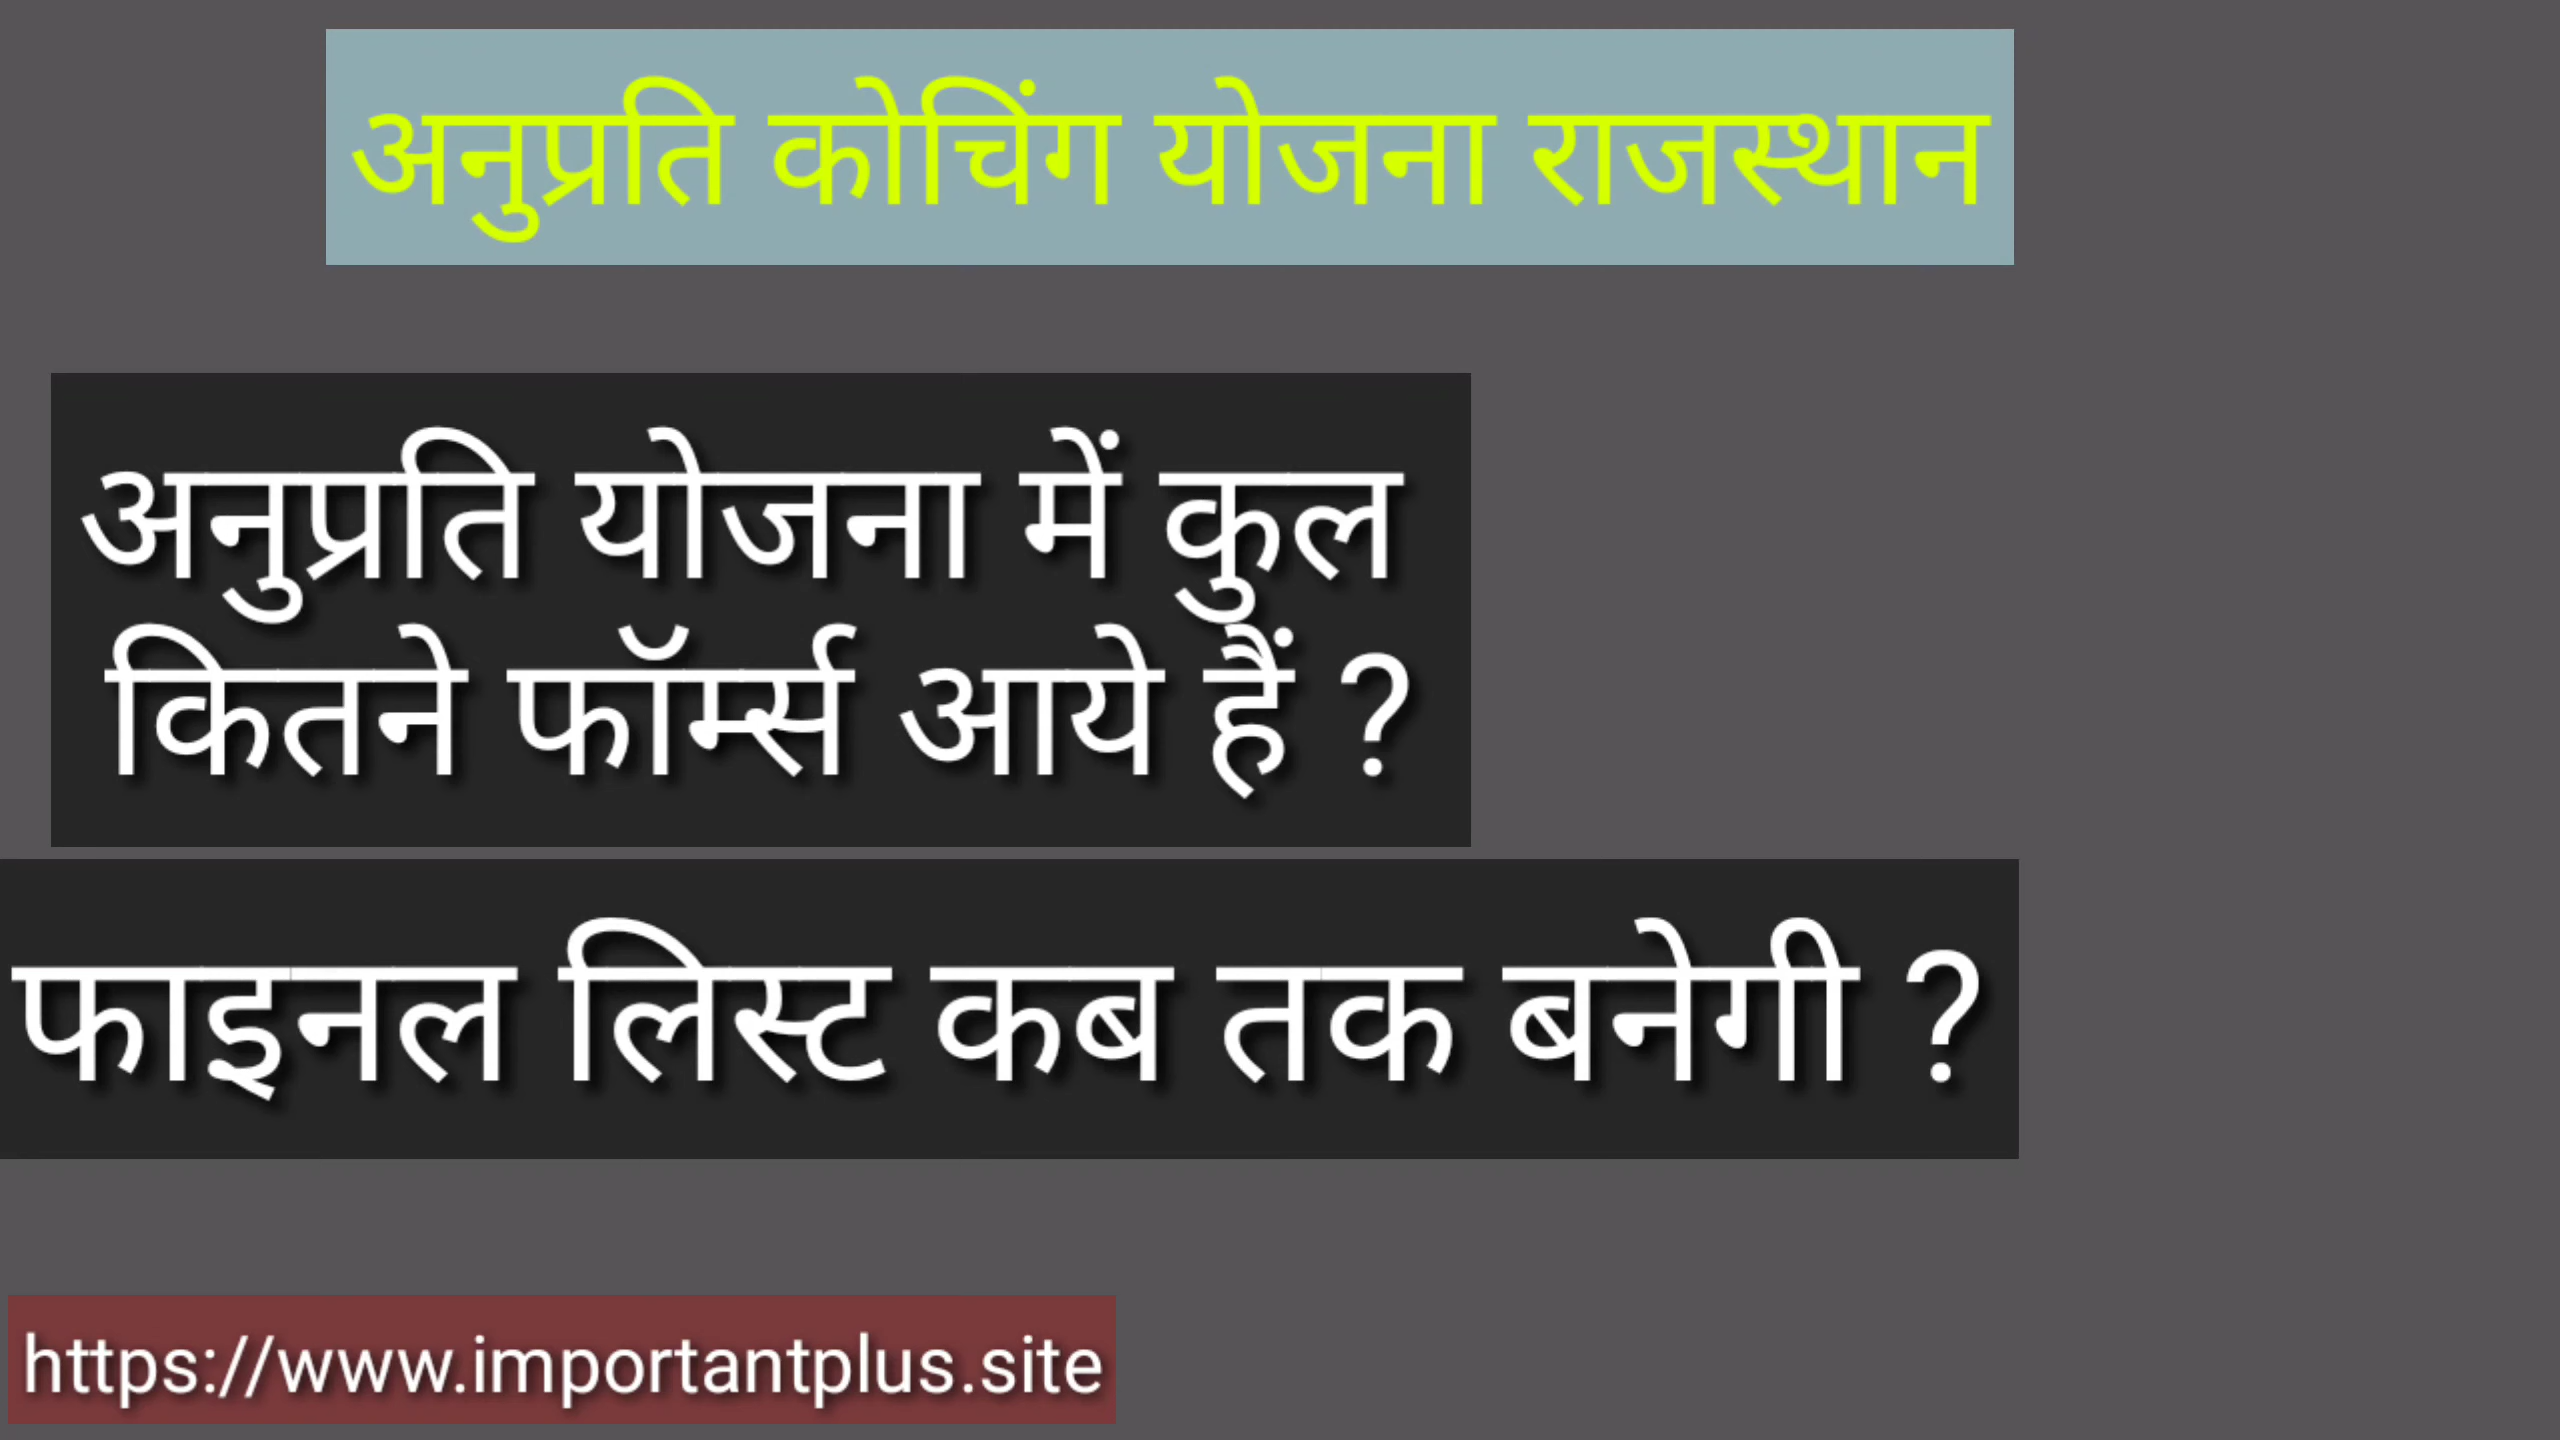 अनुप्रति कोचिंग योजना राजस्थान
अनुप्रति योजना में कुल
कितने फॉर्म्स आये हैं ?
फाइनल लिस्ट कब तक बनेगी ?
https://www.importantplus.site